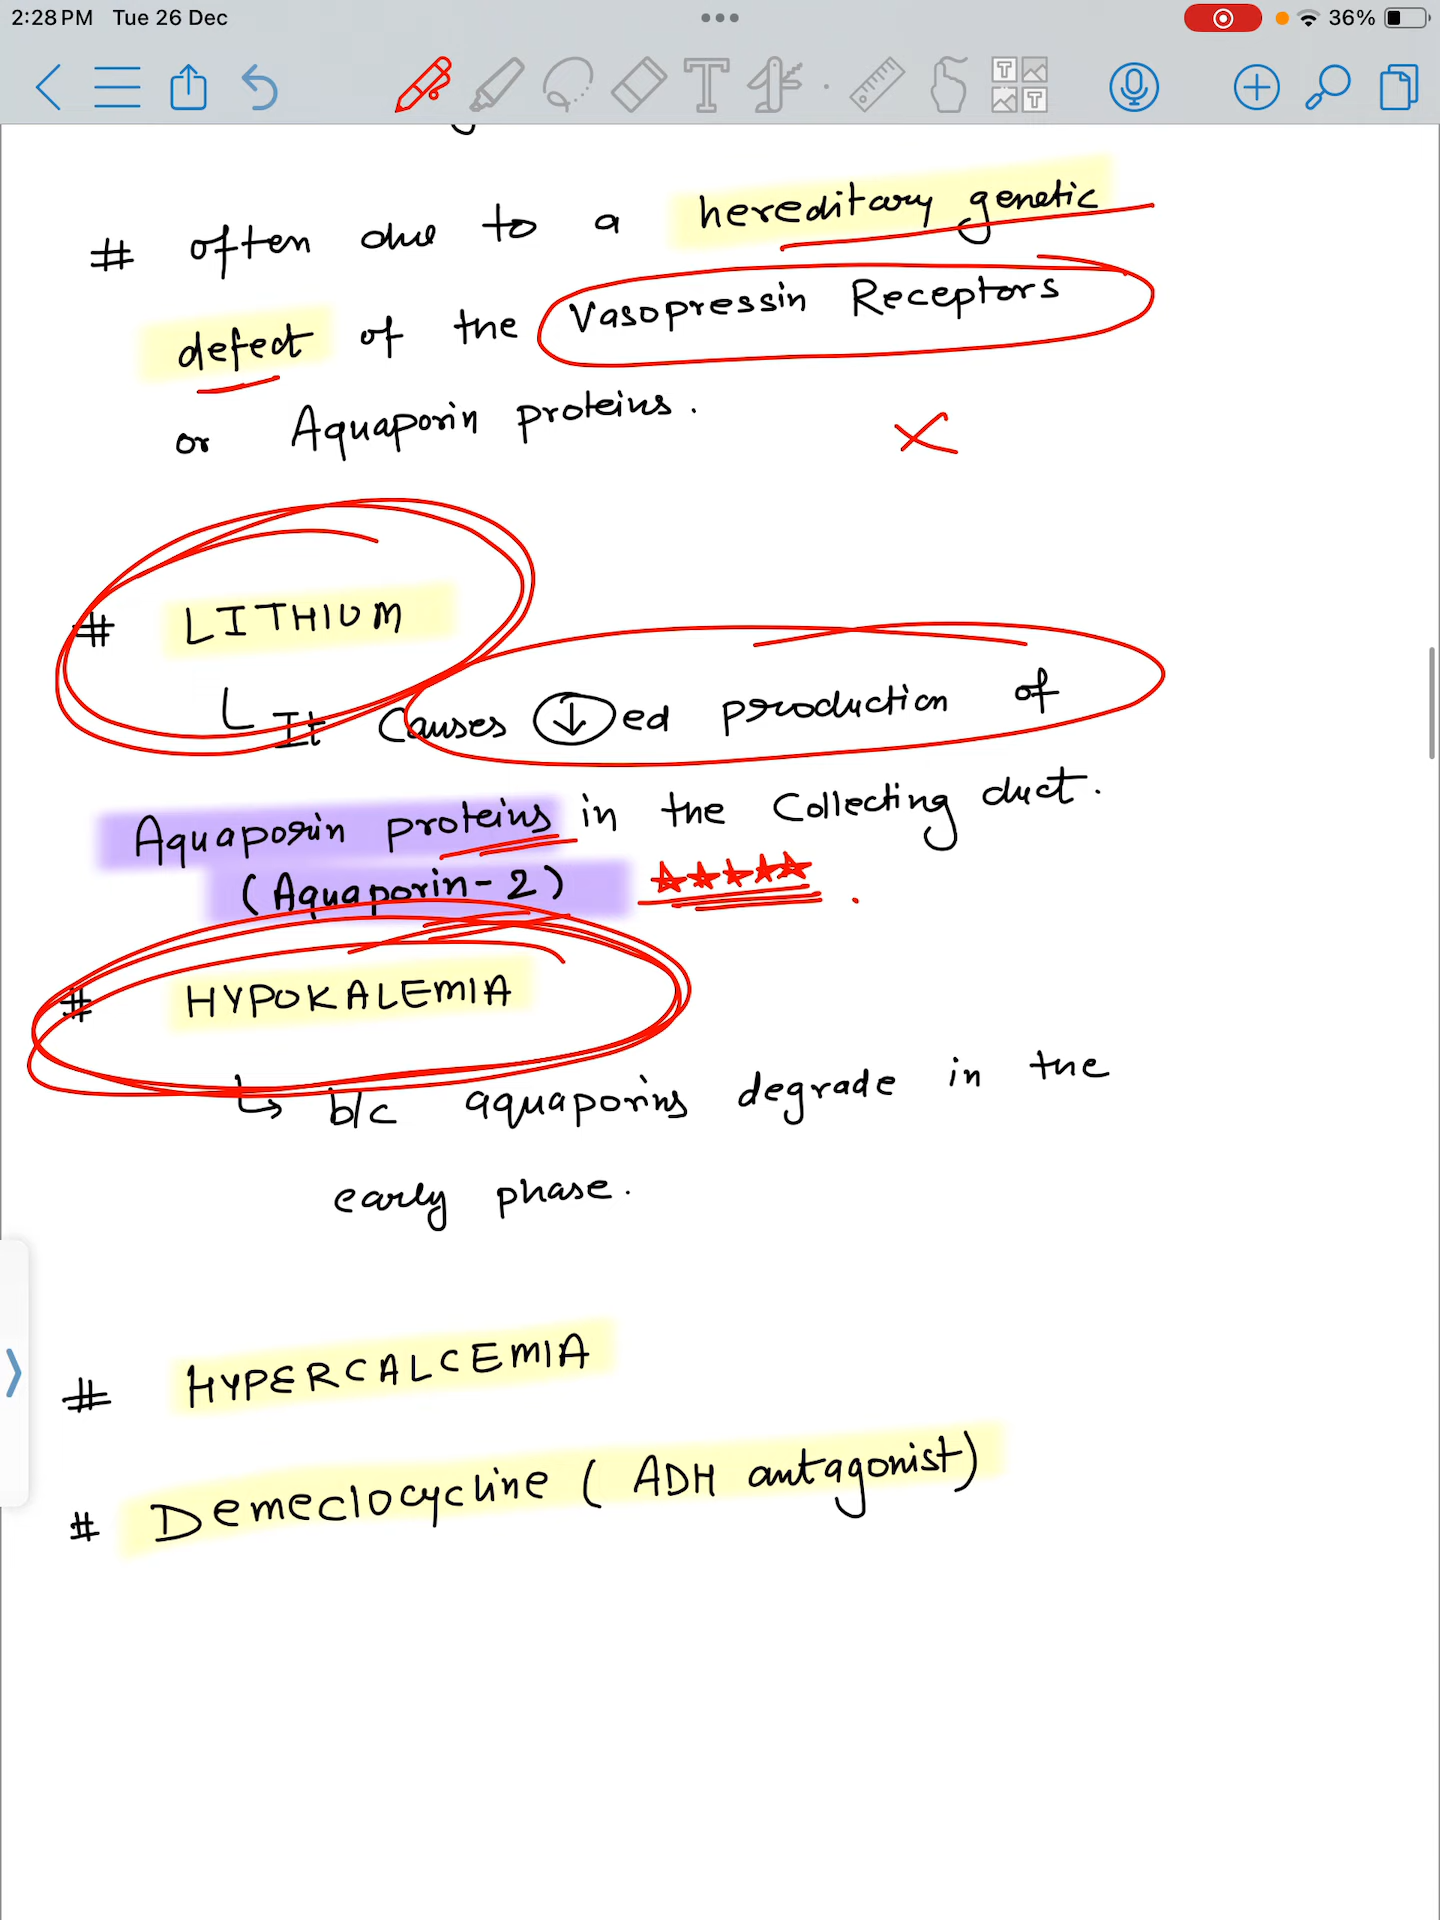 2:28 PM Tue 26 Dec
36%
# often due to a hereditary genetic
defect of the Vasopressin Receptors
or Aquaporin proteins.
# LITHIUM
It Causes ↓ed production of
Aquaporin proteins in the Collecting duct.
(Aquaporin-2)
# HYPOKALEMIA
↳ b/c aquaporins degrade in the
early phase.
# HYPERCALCEMIA
# Demeclocycline ( ADH antagonist)